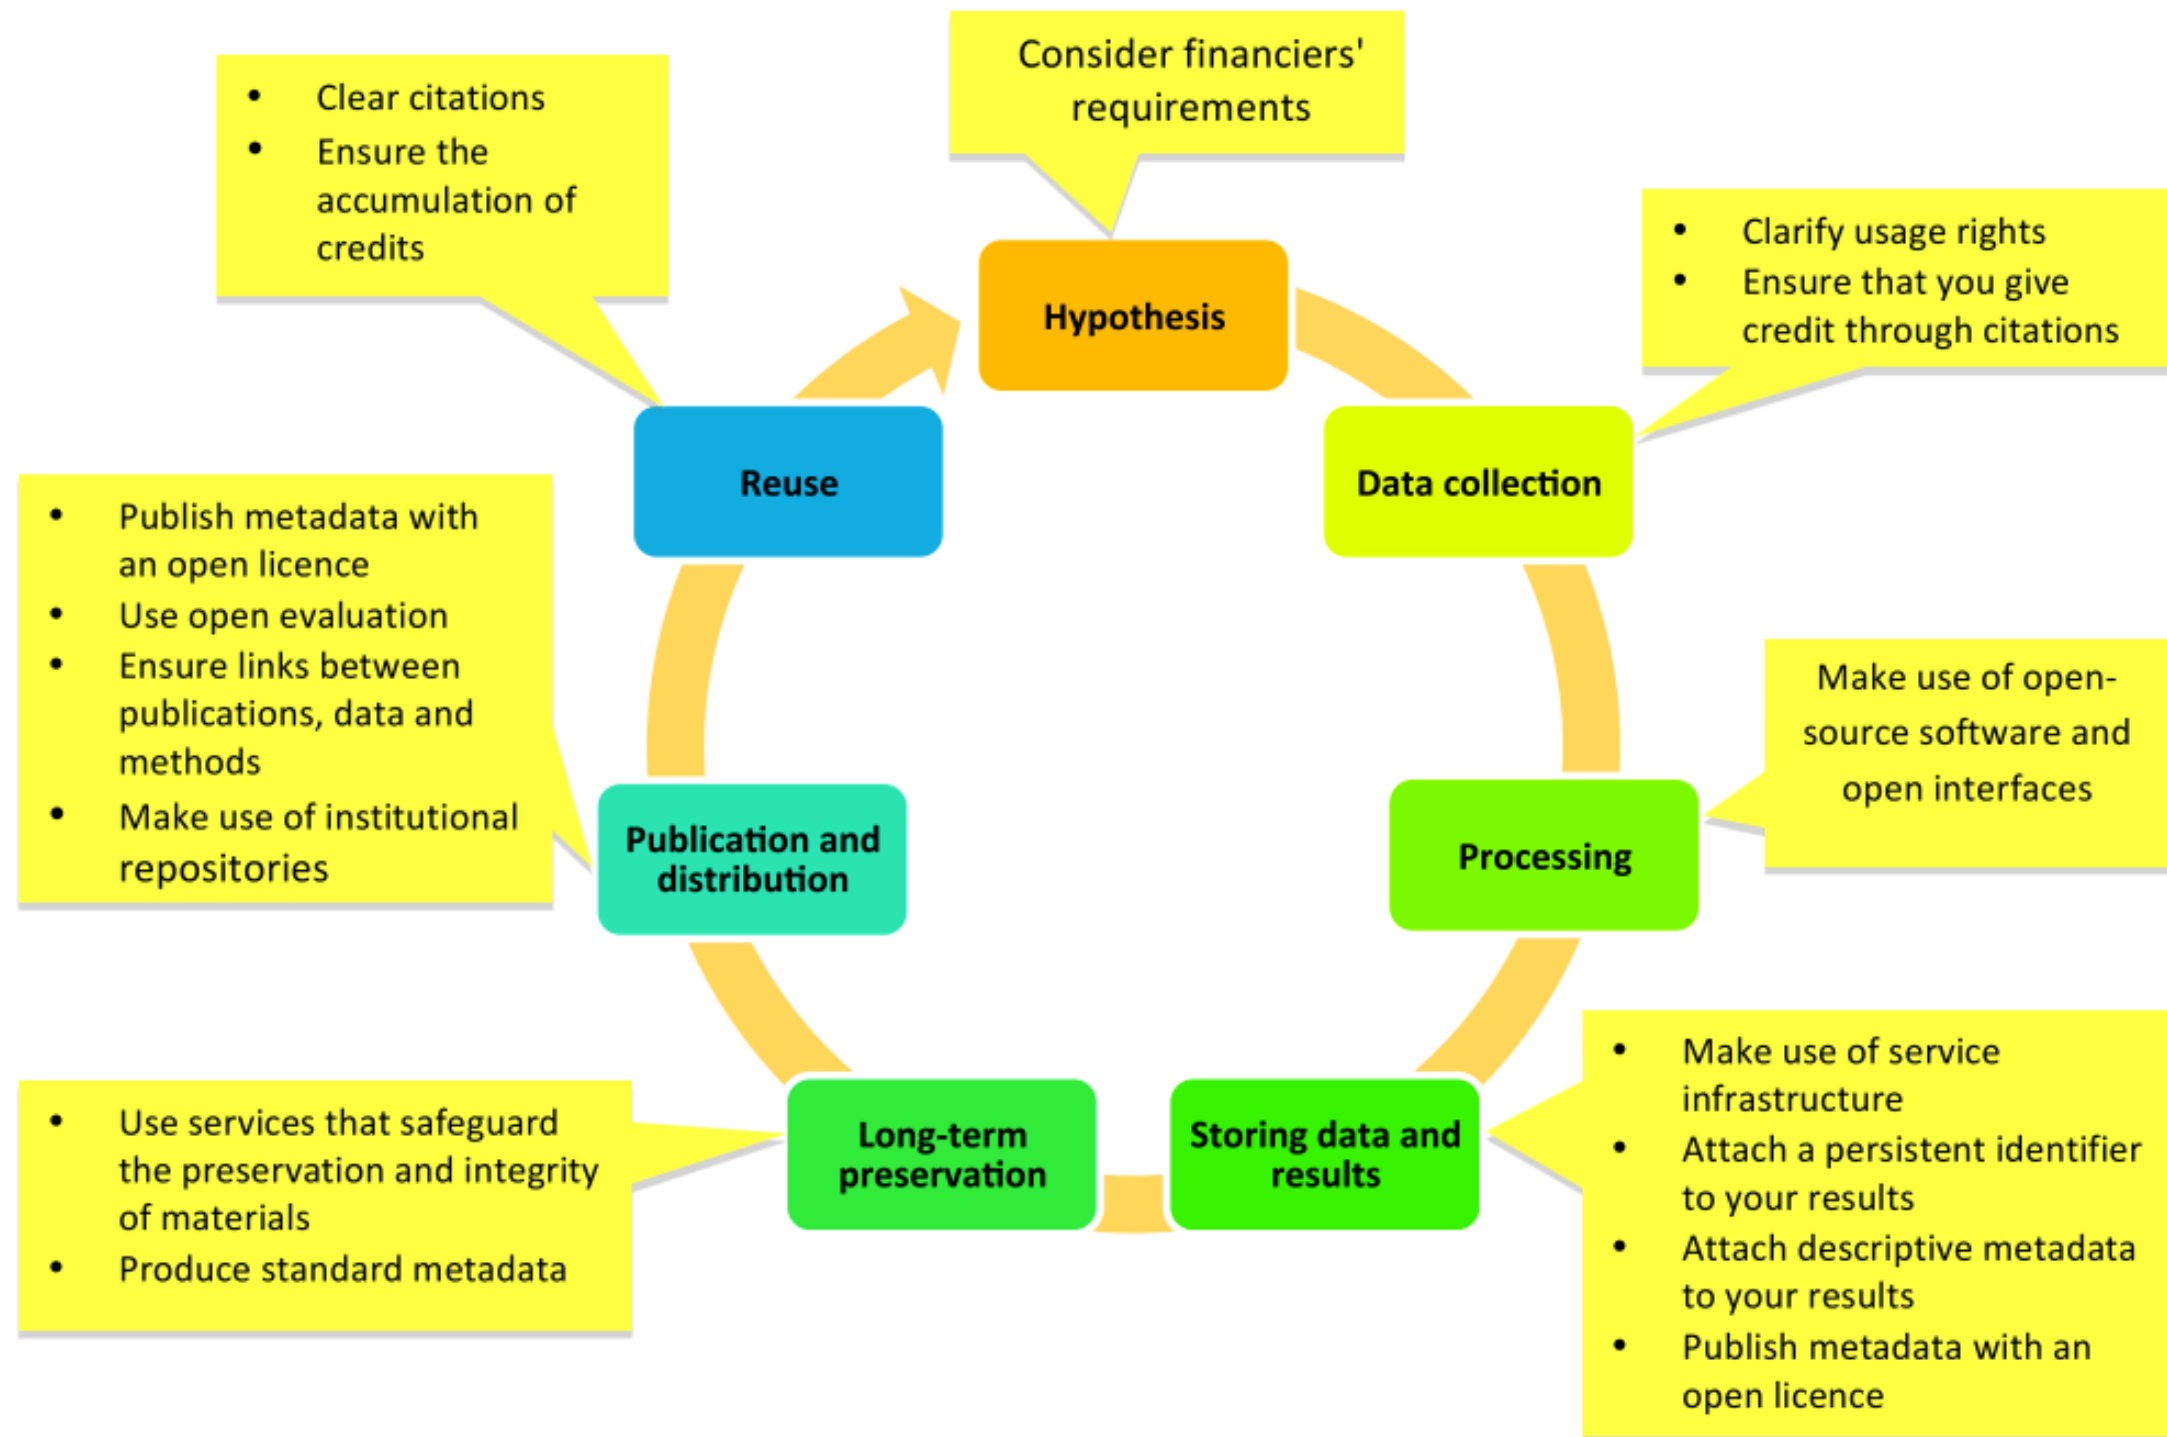 Consider financiers'
requirements
• Clear citations
• Ensure the
accumulation of
credits
• Clarify usage rights
• Ensure that you give
credit through citations
Hypothesis
Reuse
Data collection
• Publish metadata with
an open licence
• Use open evaluation
• Ensure links between
publications, data and
methods
• Make use of institutional
repositories
Make use of open-
source software and
open interfaces
Publication and
distribution
Processing
• Use services that safeguard
the preservation and integrity
of materials
• Produce standard metadata
Long-term
preservation
Storing data and
results
• Make use of service
infrastructure
• Attach a persistent identifier
to your results
• Attach descriptive metadata
to your results
• Publish metadata with an
open licence